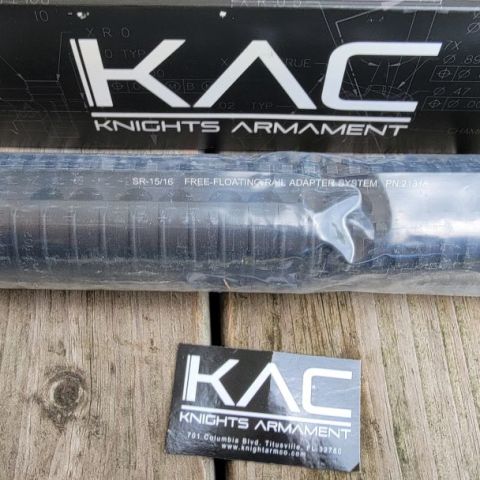 KAC
KNIGHTS ARMAMENT
SR-15/16 FREE-FLOATING RAIL ADAPTER SYSTEM PN:
KAC
KNIGHTS ARMAMENT
701 Columbia Blvd, Titusville, FL 32780
www.knightarmco.com